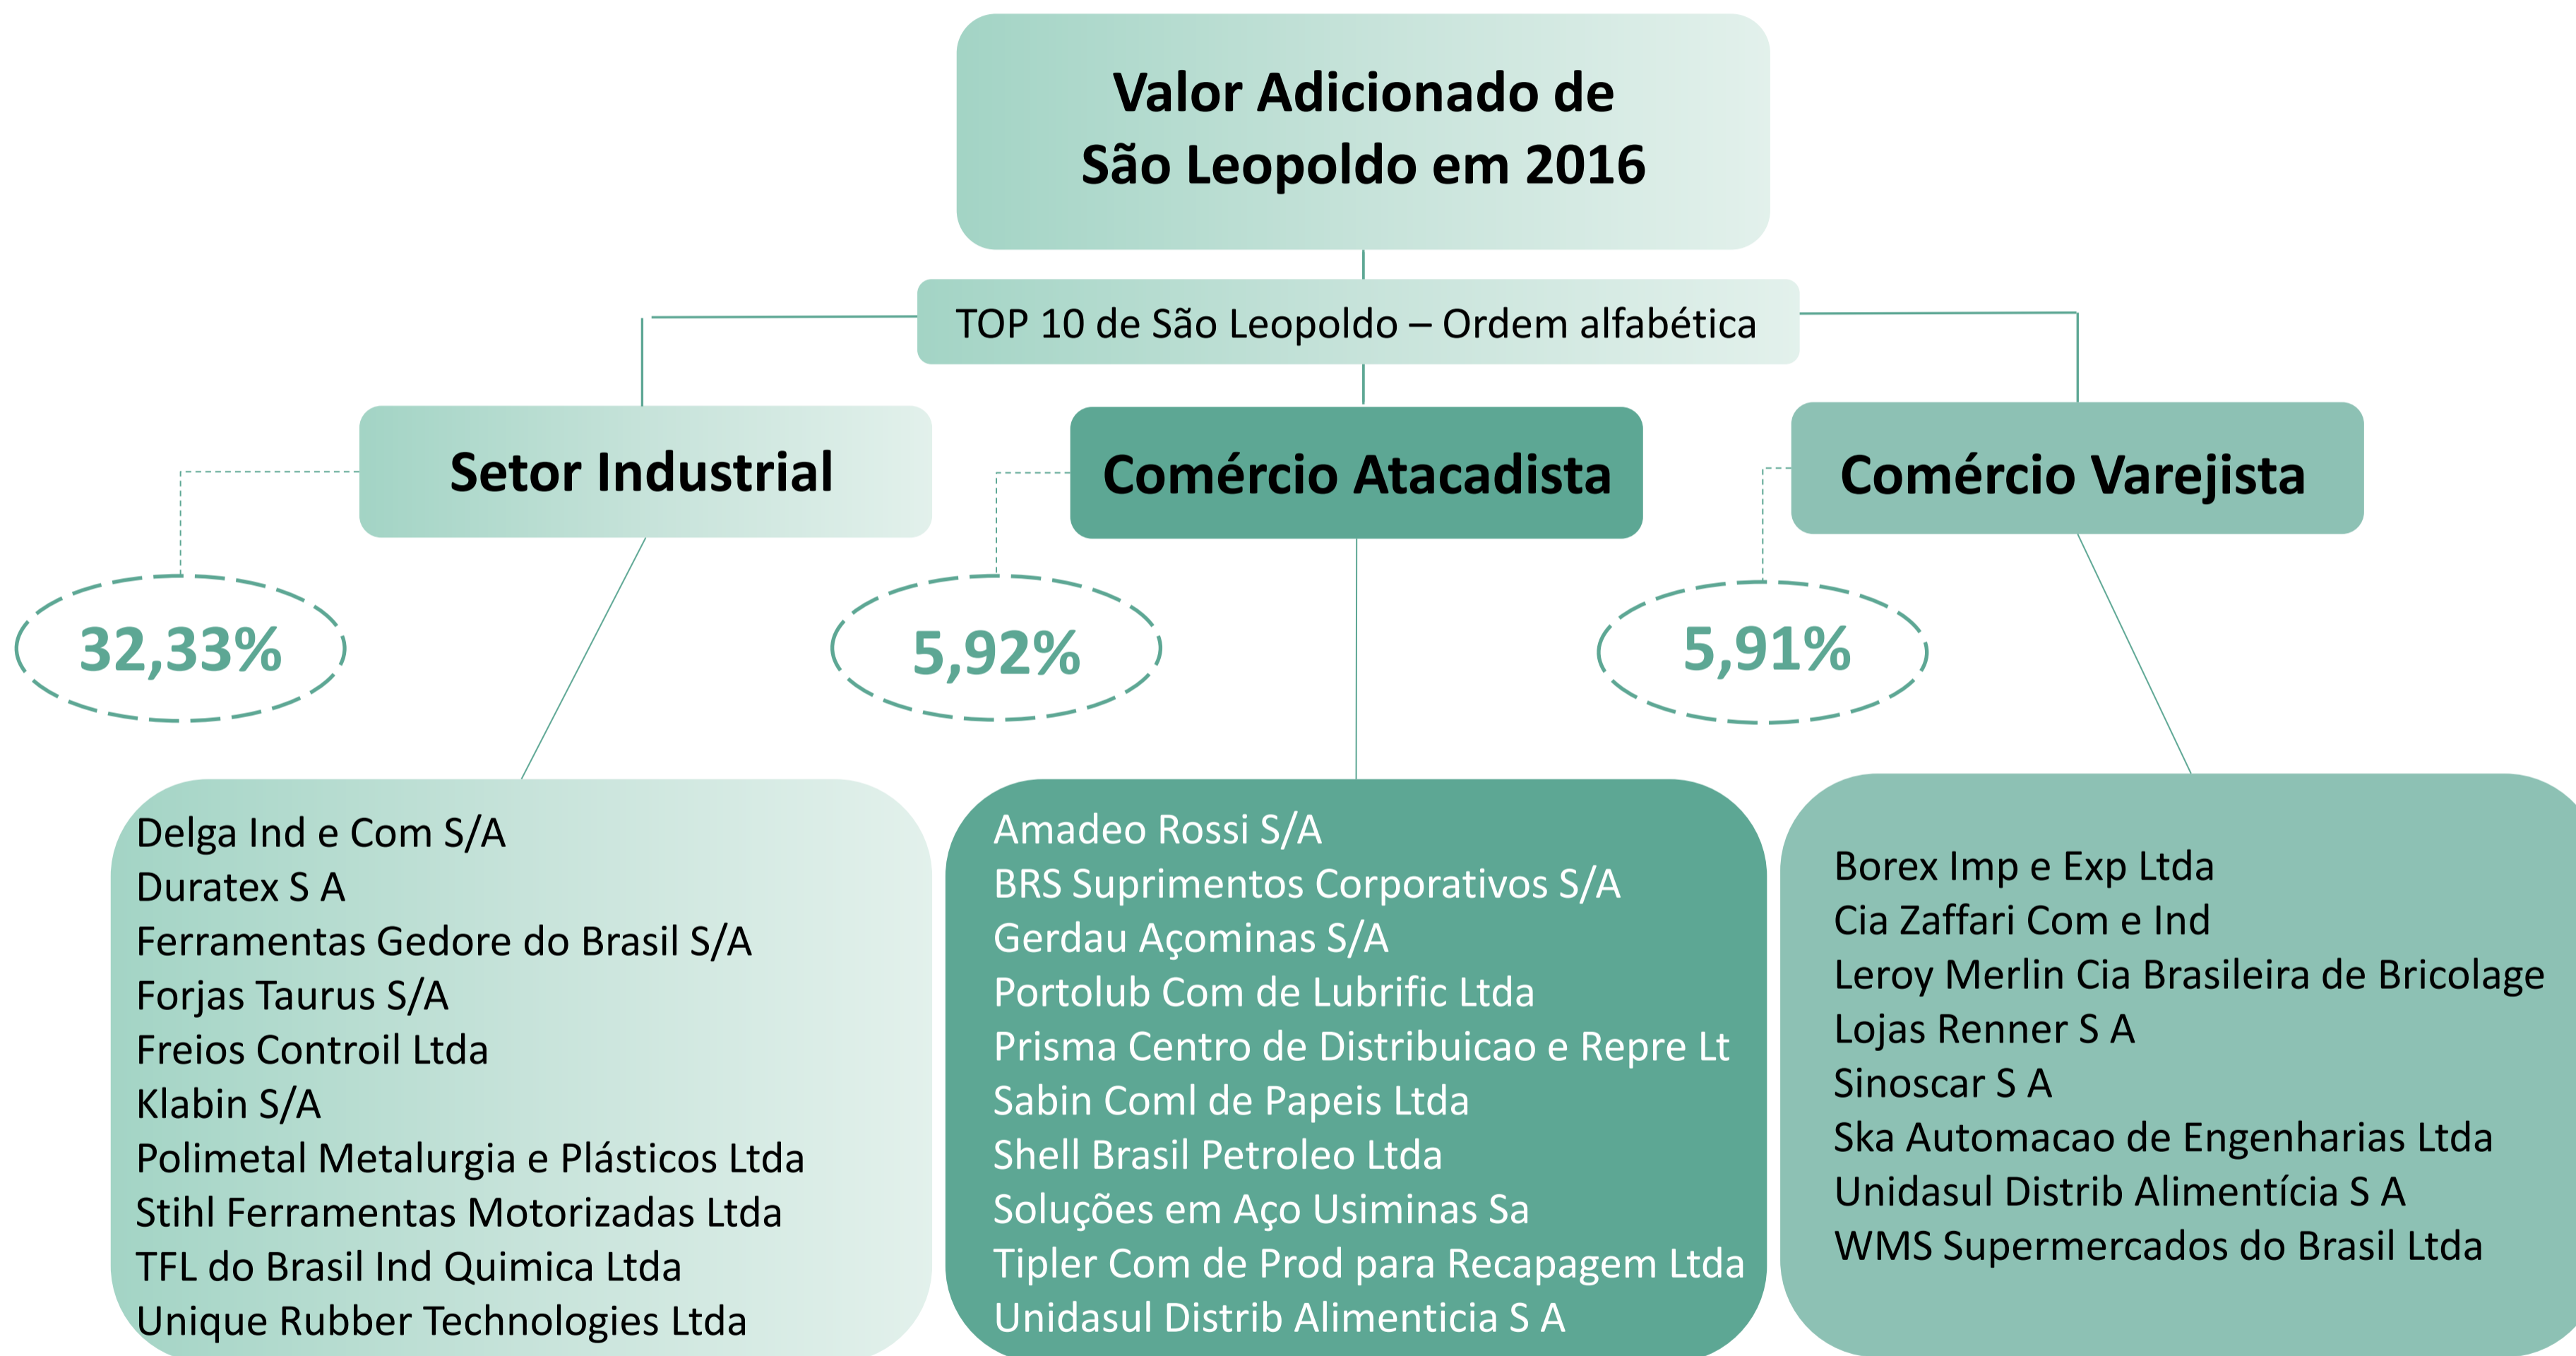 Valor Adicionado de
São Leopoldo em 2016
TOP 10 de São Leopoldo – Ordem alfabética
Setor Industrial
Comércio Atacadista
Comércio Varejista
32,33%
5,92%
5,91%
Delga Ind e Com S/A
Duratex S A
Ferramentas Gedore do Brasil S/A
Forjas Taurus S/A
Freios Controil Ltda
Klabin S/A
Polimetal Metalurgia e Plásticos Ltda
Stihl Ferramentas Motorizadas Ltda
TFL do Brasil Ind Quimica Ltda
Unique Rubber Technologies Ltda
Amadeo Rossi S/A
BRS Suprimentos Corporativos S/A
Gerdau Açominas S/A
Portolub Com de Lubrific Ltda
Prisma Centro de Distribuicao e Repre Lt
Sabin Coml de Papeis Ltda
Shell Brasil Petroleo Ltda
Soluções em Aço Usiminas Sa
Tipler Com de Prod para Recapagem Ltda
Unidasul Distrib Alimenticia S A
Borex Imp e Exp Ltda
Cia Zaffari Com e Ind
Leroy Merlin Cia Brasileira de Bricolage
Lojas Renner S A
Sinoscar S A
Ska Automacao de Engenharias Ltda
Unidasul Distrib Alimentícia S A
WMS Supermercados do Brasil Ltda